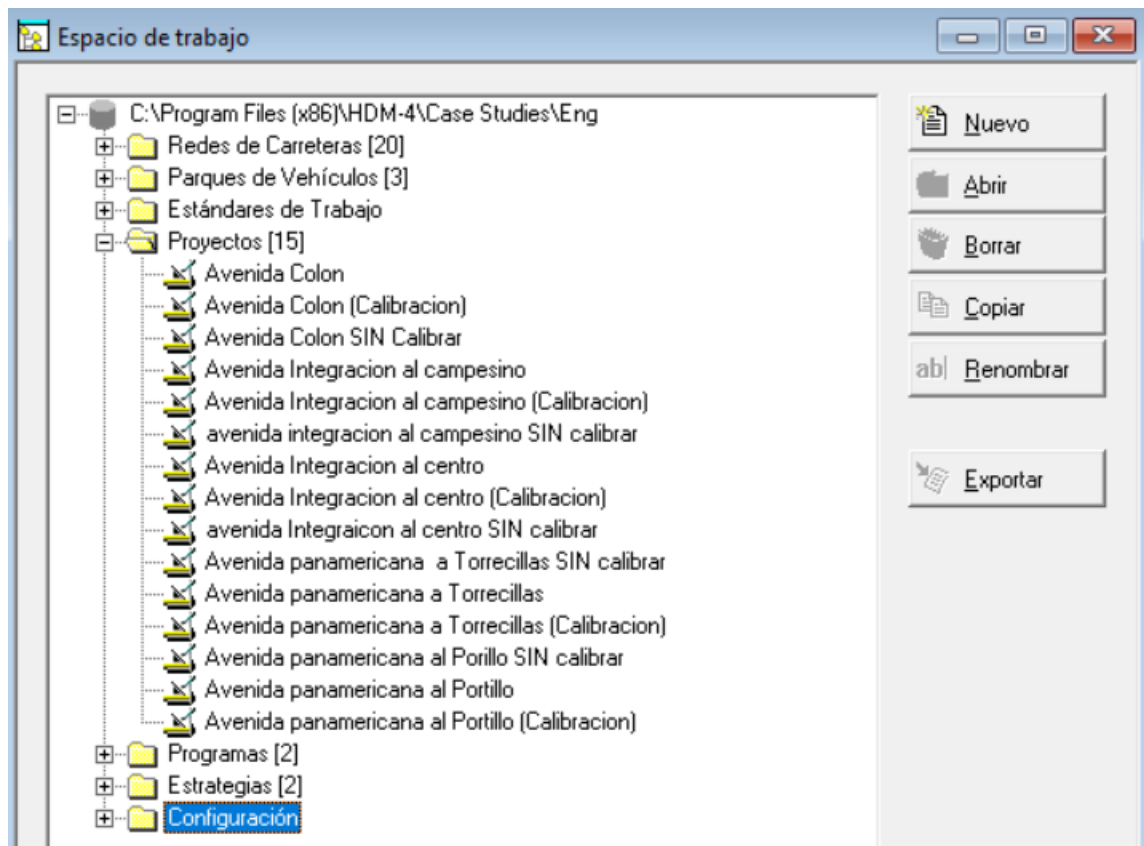 Espacio de trabajo
C:\Program Files (x86)\HDM-4\Case Studies\Eng
Redes de Carreteras [20]
Parques de Vehículos [3]
Estándares de Trabajo
Proyectos [15]
Avenida Colon
Avenida Colon (Calibracion)
Avenida Colon SIN Calibrar
Avenida Integracion al campesino
Avenida Integracion al campesino (Calibracion)
avenida integracion al campesino SIN calibrar
Avenida Integracion al centro
Avenida Integracion al centro (Calibracion)
avenida Integraicon al centro SIN calibrar
Avenida panamericana  a Torrecillas SIN calibrar
Avenida panamericana a Torrecillas
Avenida panamericana a Torrecillas (Calibracion)
Avenida panamericana al Porillo SIN calibrar
Avenida panamericana al Portillo
Avenida panamericana al Portillo (Calibracion)
Programas [2]
Estrategias [2]
Configuración
Nuevo
Abrir
Borrar
Copiar
ab| Renombrar
Exportar